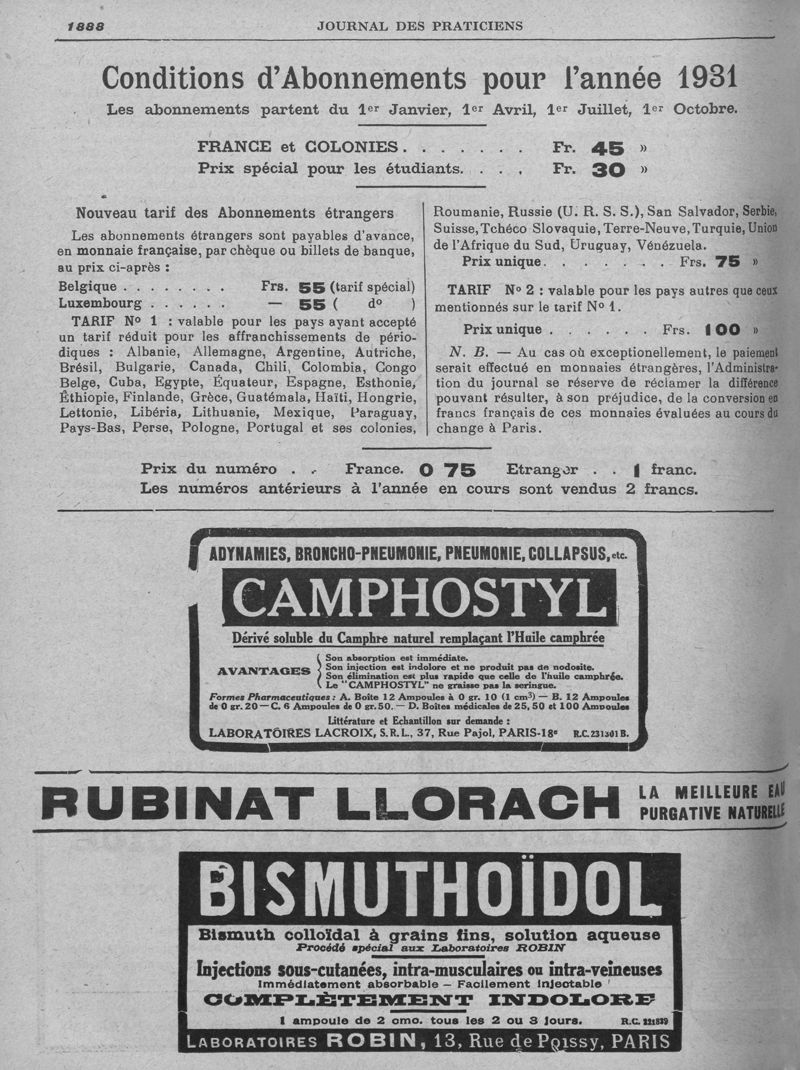 1888
JOURNAL DES PRATICIENS
Conditions d'Abonnements pour l'année 1931
Les abonnements partent du 1er Janvier, 1er Avril, 1er Juillet, 1er Octobre.
FRANCE et COLONIES . . . . . . . Fr. 45 »
Prix spécial pour les étudiants. . . . Fr. 30 »
Nouveau tarif des Abonnements étrangers
Les abonnements étrangers sont payables d'avance,
en monnaie française, par chèque ou billets de banque,
au prix ci-après :
Belgique . . . . . . . . Frs. 55 (tarif spécial)
Luxembourg . . . . . . — 55 ( do )
TARIF No 1 : valable pour les pays ayant accepté
un tarif réduit pour les affranchissements de pério-
diques : Albanie, Allemagne, Argentine, Autriche,
Brésil, Bulgarie, Canada, Chili, Colombia, Congo
Belge, Cuba, Egypte, Équateur, Espagne, Esthonie,
Éthiopie, Finlande, Grèce, Guatémala, Haïti, Hongrie,
Lettonie, Libéria, Lithuanie, Mexique, Paraguay,
Pays-Bas, Perse, Pologne, Portugal et ses colonies,
Roumanie, Russie (U. R. S. S.), San Salvador, Serbie,
Suisse, Tchéco Slovaquie, Terre-Neuve, Turquie, Union
de l'Afrique du Sud, Uruguay, Vénézuela.
Prix unique. . . . . . . Frs. 75 »
TARIF No 2 : valable pour les pays autres que ceux
mentionnés sur le tarif No 1.
Prix unique . . . . . . Frs. 100 »
N. B. — Au cas où exceptionellement, le paiement
serait effectué en monnaies étrangères, l'Administra-
tion du journal se réserve de réclamer la différence
pouvant résulter, à son préjudice, de la conversion en
francs français de ces monnaies évaluées au cours du
change à Paris.
Prix du numéro . . France. 0 75 Etranger . . 1 franc.
Les numéros antérieurs à l'année en cours sont vendus 2 francs.
ADYNAMIES, BRONCHO-PNEUMONIE, PNEUMONIE, COLLAPSUS, etc.
CAMPHOSTYL
Dérivé soluble du Camphre naturel remplaçant l'Huile camphrée
AVANTAGES
Son absorption est immédiate.
Son injection est indolore et ne produit pas de nodosite.
Son élimination est plus rapide que celle de l'huile camphrée.
Le "CAMPHOSTYL" ne graisse pas la seringue.
Formes Pharmaceutiques : A. Boîte 12 Ampoules à 0 gr. 10 (1 cm3) — B. 12 Ampoules
de 0 gr. 20 — C. 6 Ampoules de 0 gr. 50. — D. Boîtes médicales de 25, 50 et 100 Ampoules
Littérature et Echantillon sur demande :
LABORATOIRES LACROIX, S.R.L., 37, Rue Pajol, PARIS-18e R.C. 231301 B.
RUBINAT LLORACH
LA MEILLEURE EAU
PURGATIVE NATURELLE
BISMUTHOÏDOL
Bismuth colloïdal à grains fins, solution aqueuse
Procédé spécial aux Laboratoires ROBIN
Injections sous-cutanées, intra-musculaires ou intra-veineuses
Immédiatement absorbable — Facilement injectable
COMPLÈTEMENT INDOLORE
1 ampoule de 2 cmc. tous les 2 ou 3 jours. R.C. 221839
LABORATOIRES ROBIN, 13, Rue de Poissy, PARIS